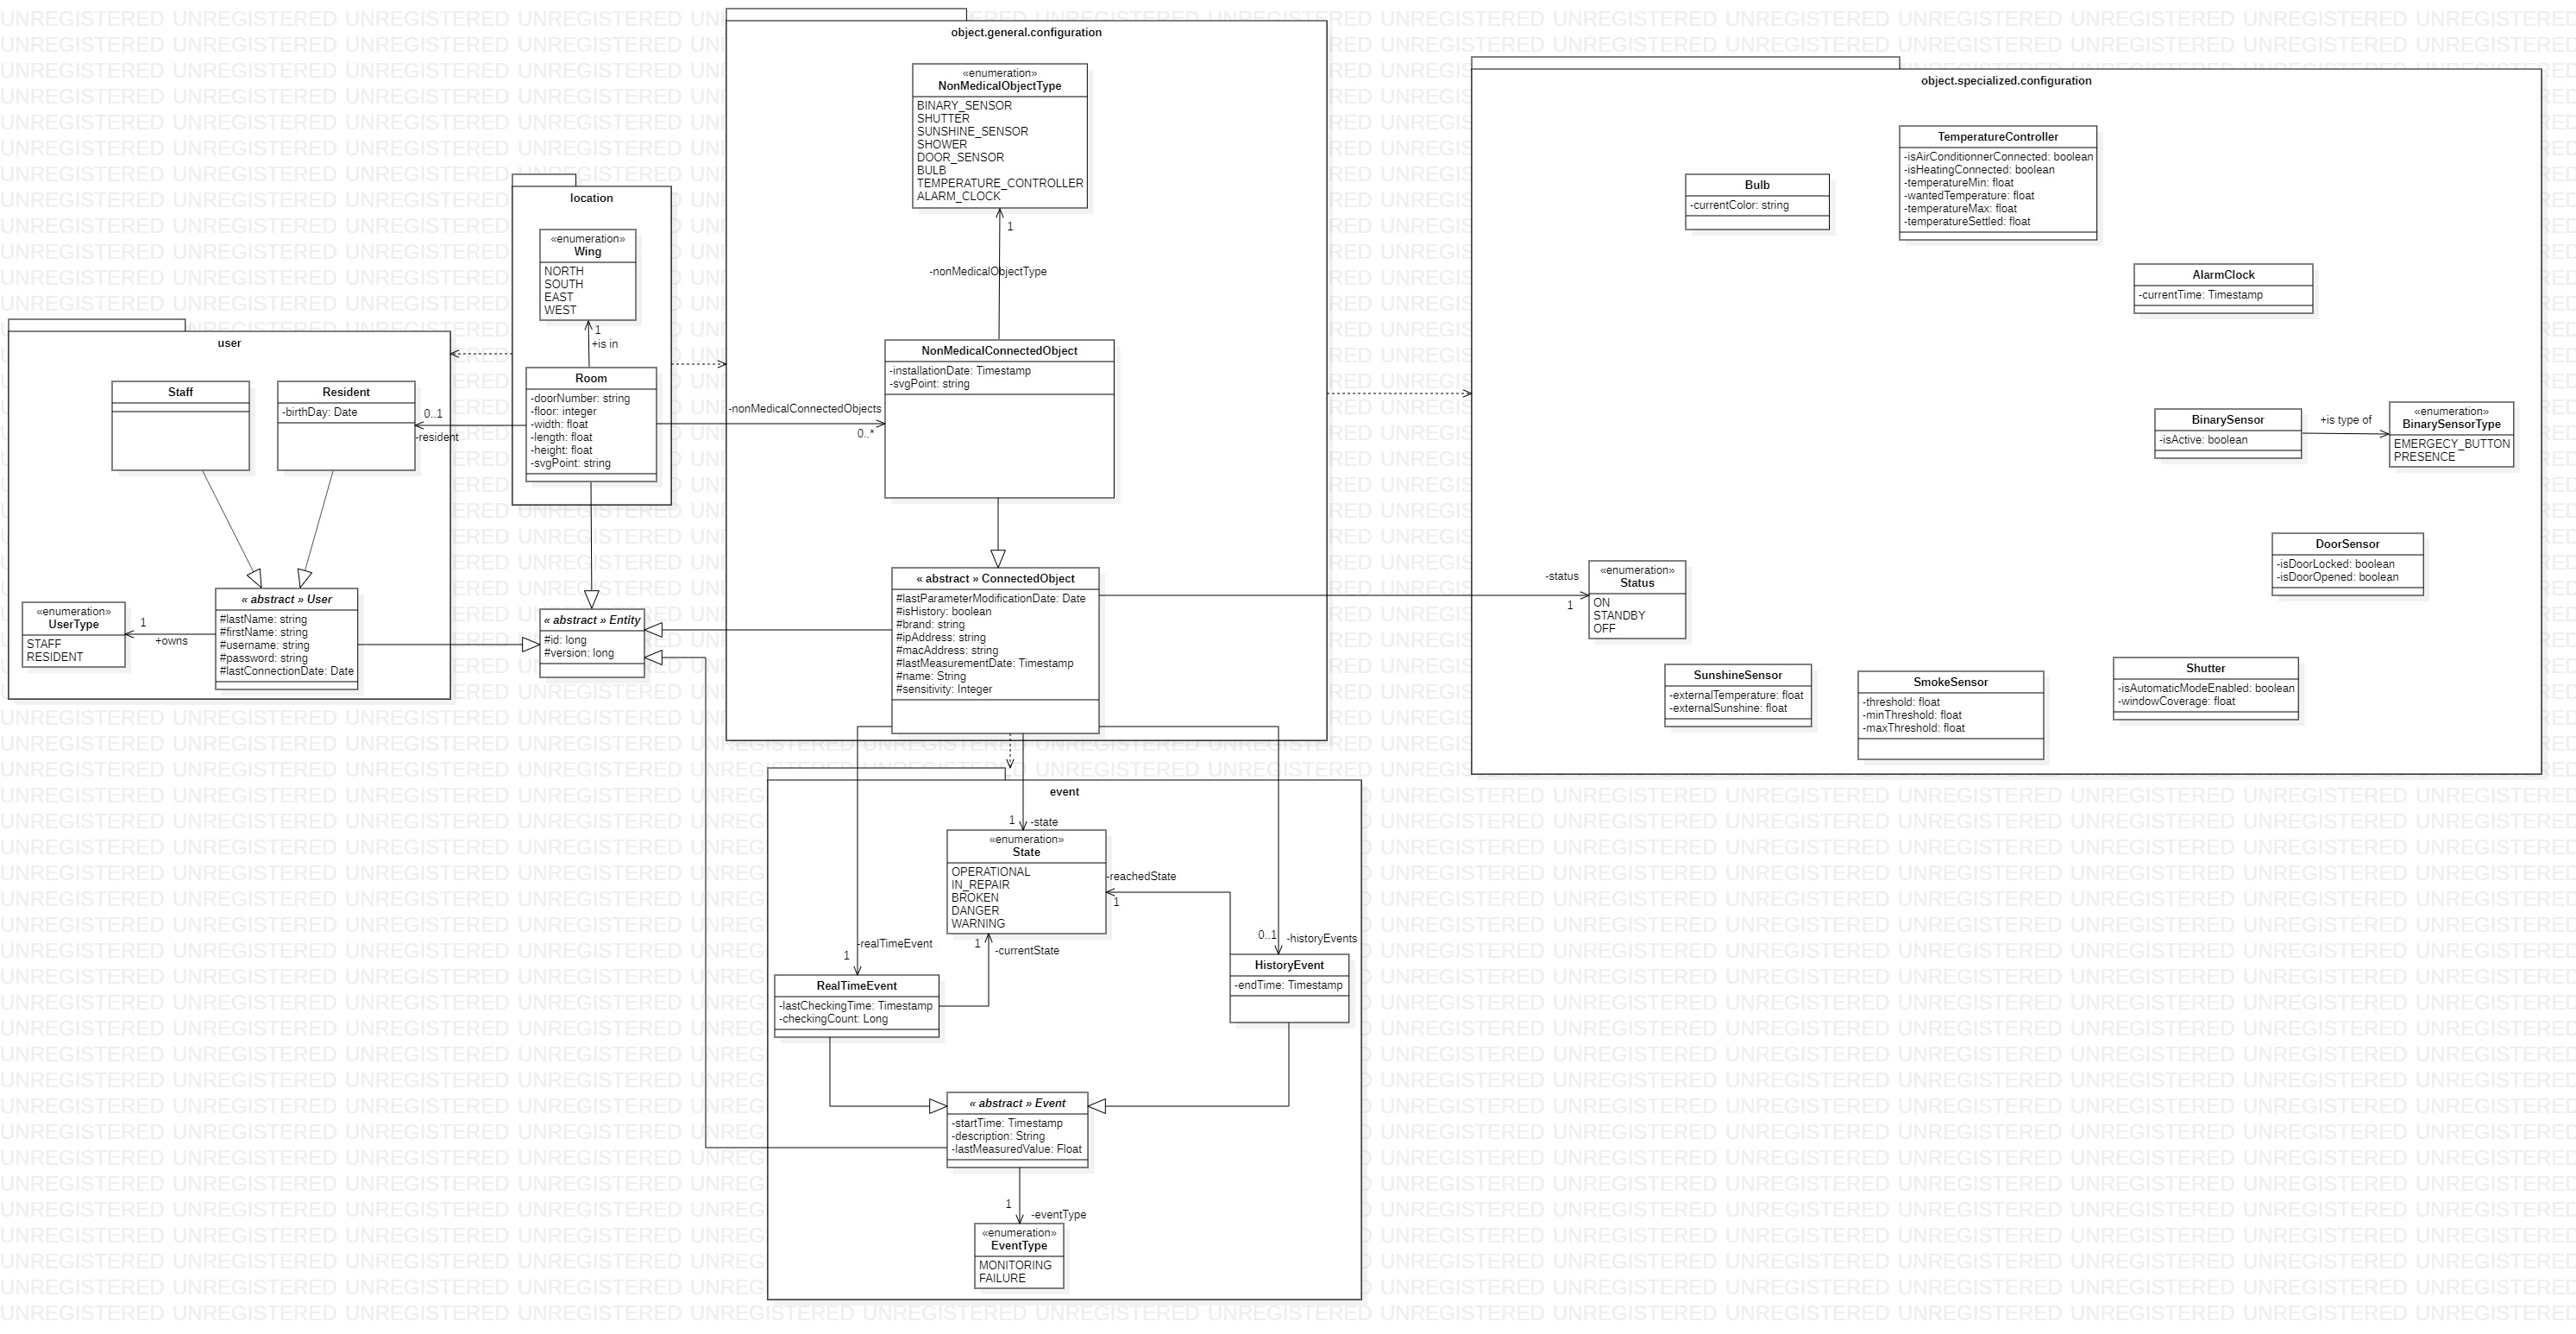 object.general.configuration
«enumeration»
NonMedicalObjectType
BINARY_SENSOR
SHUTTER
SUNSHINE_SENSOR
SHOWER
DOOR_SENSOR
BULB
TEMPERATURE_CONTROLLER
ALARM_CLOCK
1
-nonMedicalObjectType
NonMedicalConnectedObject
-installationDate: Timestamp
-svgPoint: string
-nonMedicalConnectedObjects
0..*
« abstract » ConnectedObject
#lastParameterModificationDate: Date
#isHistory: boolean
#brand: string
#ipAddress: string
#macAddress: string
#lastMeasurementDate: Timestamp
#name: String
#sensitivity: Integer
location
«enumeration»
Wing
NORTH
SOUTH
EAST
WEST
1
+is in
Room
-doorNumber: string
-floor: integer
-width: float
-length: float
-height: float
-svgPoint: string
user
Staff
Resident
-birthDay: Date
0..1
-resident
«enumeration»
UserType
STAFF
RESIDENT
1
+owns
« abstract » User
#lastName: string
#firstName: string
#username: string
#password: string
#lastConnectionDate: Date
« abstract » Entity
#id: long
#version: long
object.specialized.configuration
Bulb
-currentColor: string
TemperatureController
-isAirConditionnerConnected: boolean
-isHeatingConnected: boolean
-temperatureMin: float
-wantedTemperature: float
-temperatureMax: float
-temperatureSettled: float
AlarmClock
-currentTime: Timestamp
BinarySensor
-isActive: boolean
+is type of
«enumeration»
BinarySensorType
EMERGECY_BUTTON
PRESENCE
DoorSensor
-isDoorLocked: boolean
-isDoorOpened: boolean
-status
1
«enumeration»
Status
ON
STANDBY
OFF
SunshineSensor
-externalTemperature: float
-externalSunshine: float
SmokeSensor
-threshold: float
-minThreshold: float
-maxThreshold: float
Shutter
-isAutomaticModeEnabled: boolean
-windowCoverage: float
event
1
-state
«enumeration»
State
OPERATIONAL
IN_REPAIR
BROKEN
DANGER
WARNING
-reachedState
1
-realTimeEvent
1
1
-currentState
0..1
-historyEvents
RealTimeEvent
-lastCheckingTime: Timestamp
-checkingCount: Long
HistoryEvent
-endTime: Timestamp
« abstract » Event
-startTime: Timestamp
-description: String
-lastMeasuredValue: Float
1
-eventType
«enumeration»
EventType
MONITORING
FAILURE
UNREGISTERED